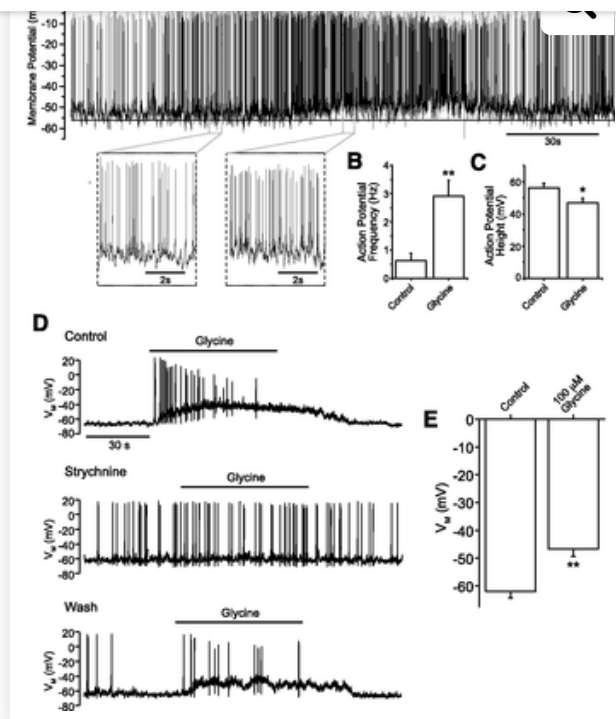 Membrane Potential (m
-10
-20
-30
-40
-50
-60
30s
2s
2s
B
Action Potential
Frequency (Hz)
4
3
2
1
0
**
Control
Glycine
C
Action Potential
Height (mV)
60
40
20
0
*
Control
Glycine
D
Control
Glycine
VM (mV)
20
0
-20
-40
-60
-80
30 s
Strychnine
Glycine
VM (mV)
20
0
-20
-40
-60
-80
Wash
Glycine
VM (mV)
20
0
-20
-40
-60
-80
E
Control
100 µM
Glycine
VM (mV)
0
-10
-20
-30
-40
-50
-60
**